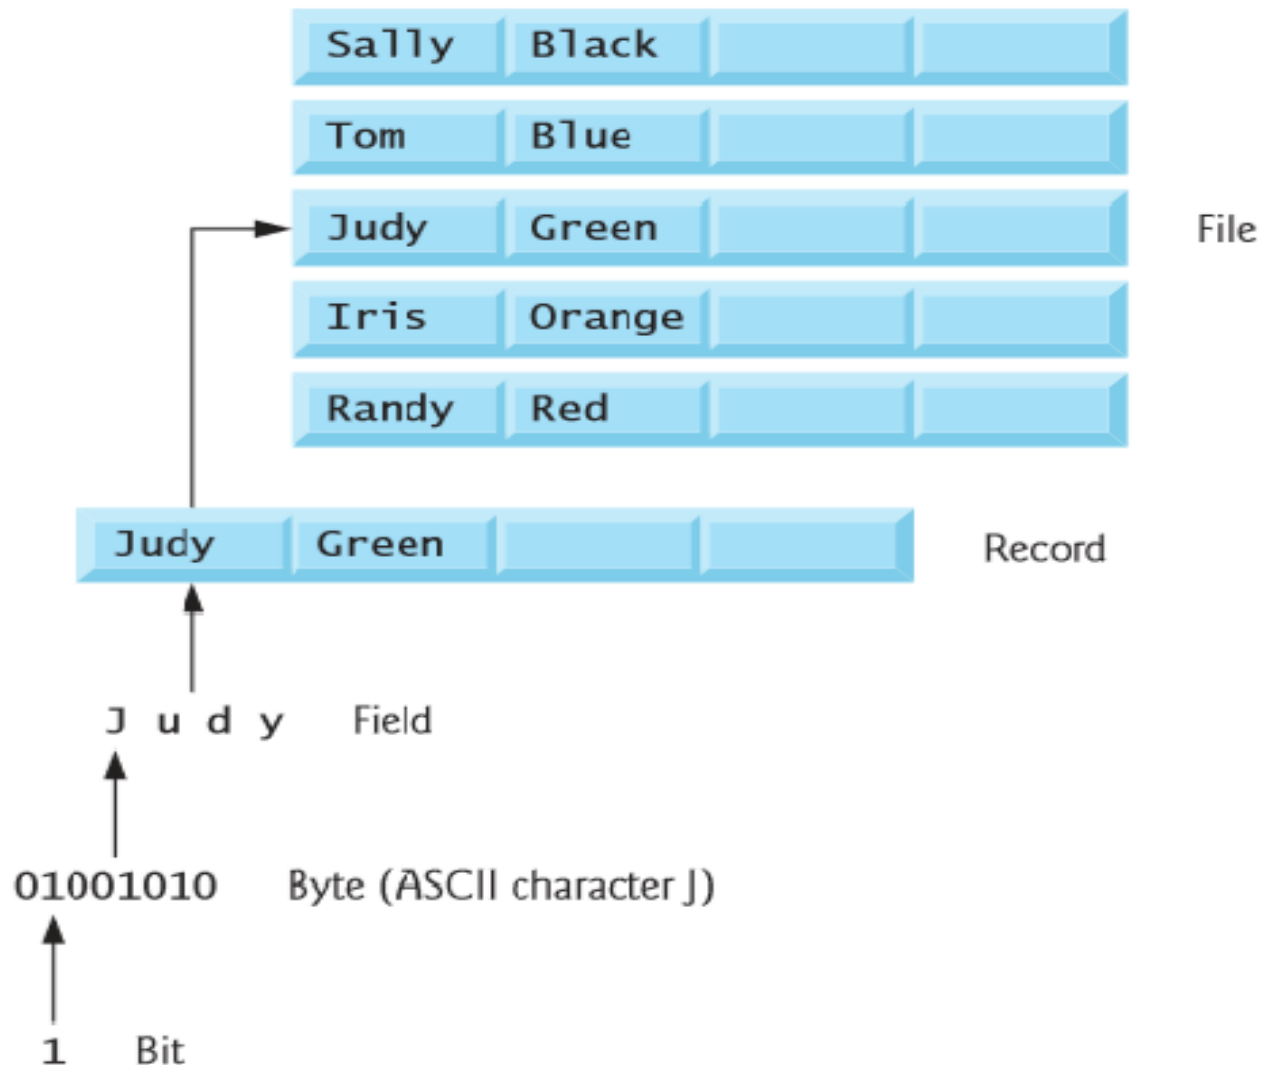 Sally Black
Tom Blue
Judy Green File
Iris Orange
Randy Red
Judy Green Record
J u d y Field
01001010 Byte (ASCII character J)
1 Bit